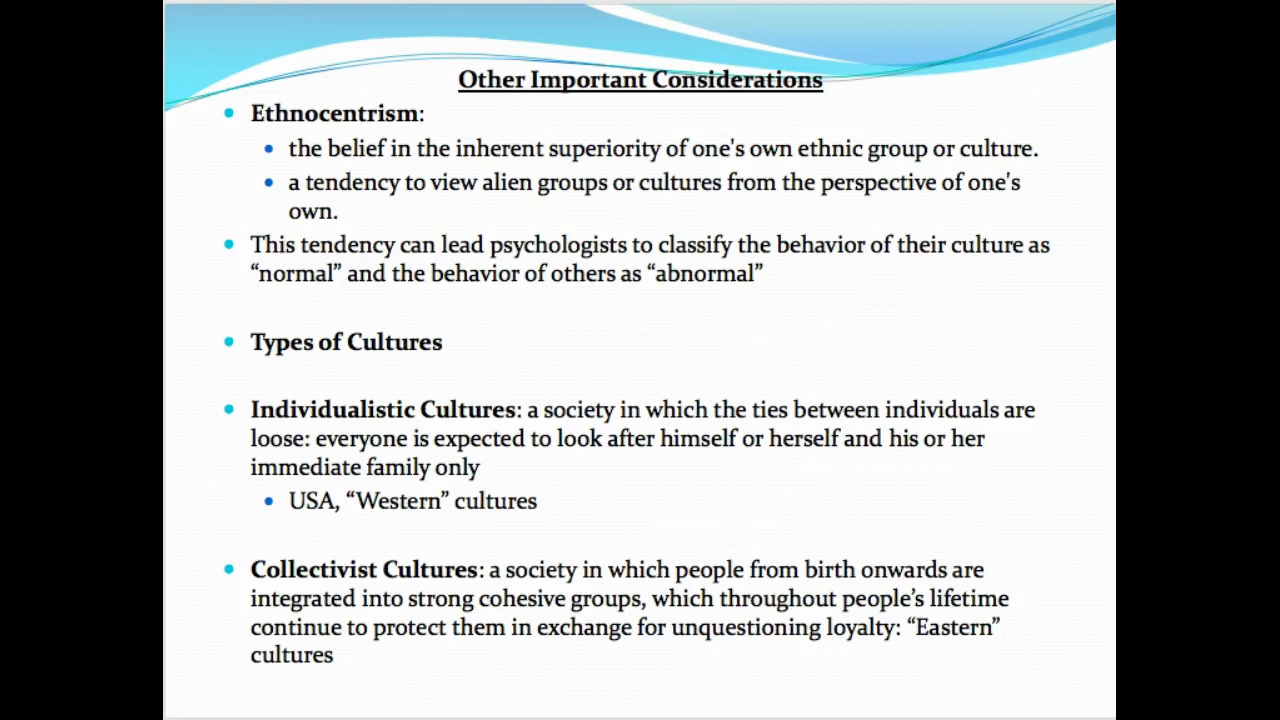 Other Important Considerations
• Ethnocentrism:
• the belief in the inherent superiority of one's own ethnic group or culture.
• a tendency to view alien groups or cultures from the perspective of one's
own.
• This tendency can lead psychologists to classify the behavior of their culture as
“normal” and the behavior of others as “abnormal”
• Types of Cultures
• Individualistic Cultures: a society in which the ties between individuals are
loose: everyone is expected to look after himself or herself and his or her
immediate family only
• USA, “Western” cultures
• Collectivist Cultures: a society in which people from birth onwards are
integrated into strong cohesive groups, which throughout people’s lifetime
continue to protect them in exchange for unquestioning loyalty: “Eastern”
cultures